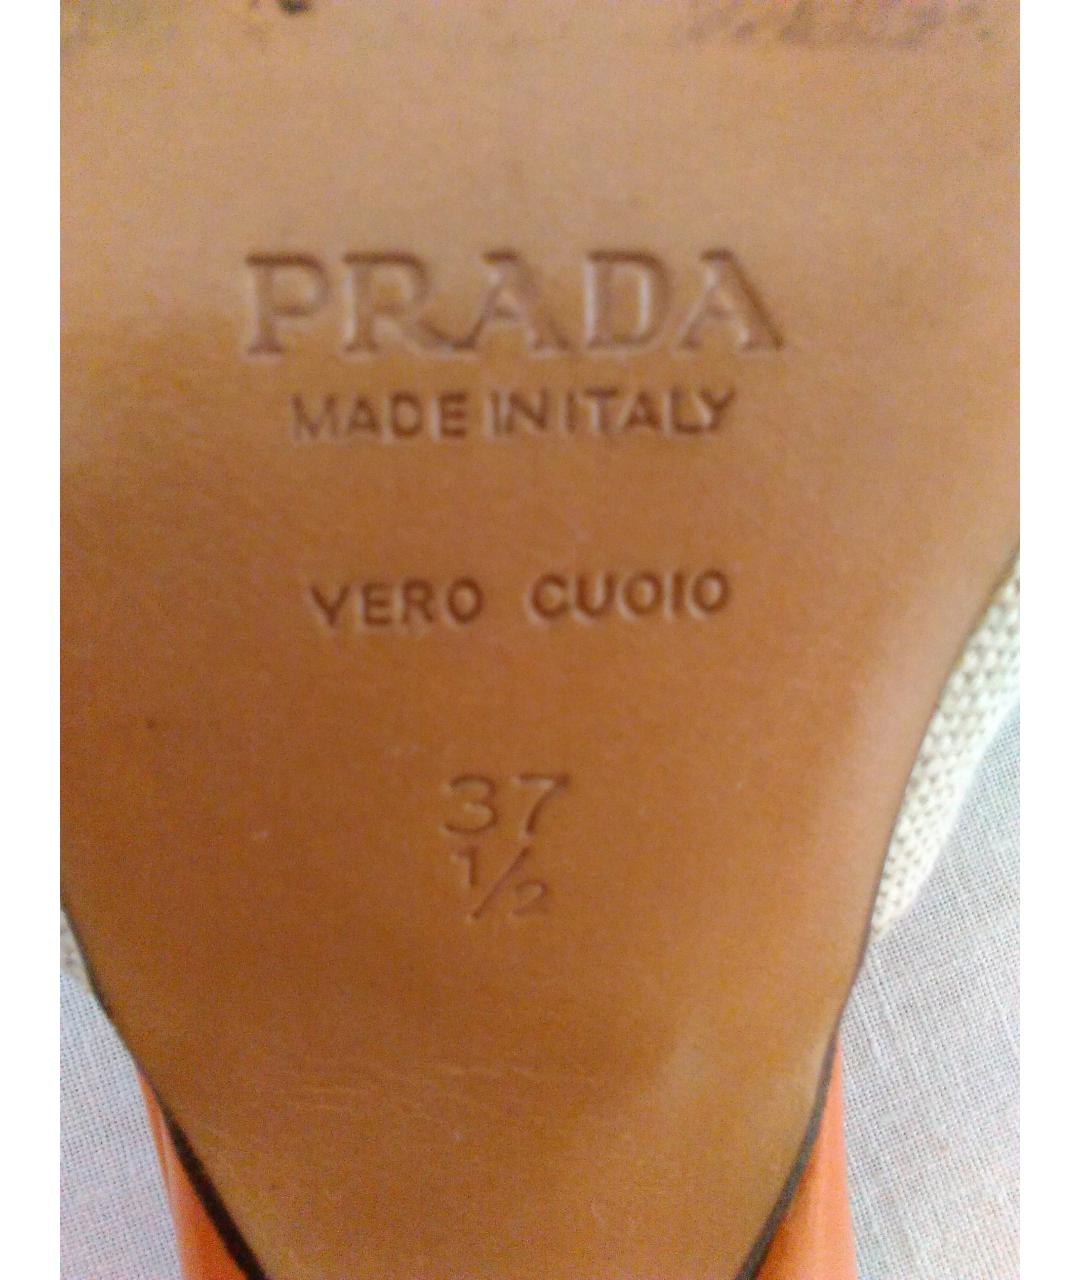 PRADA
MADE IN ITALY
VERO CUOIO
37
1/2